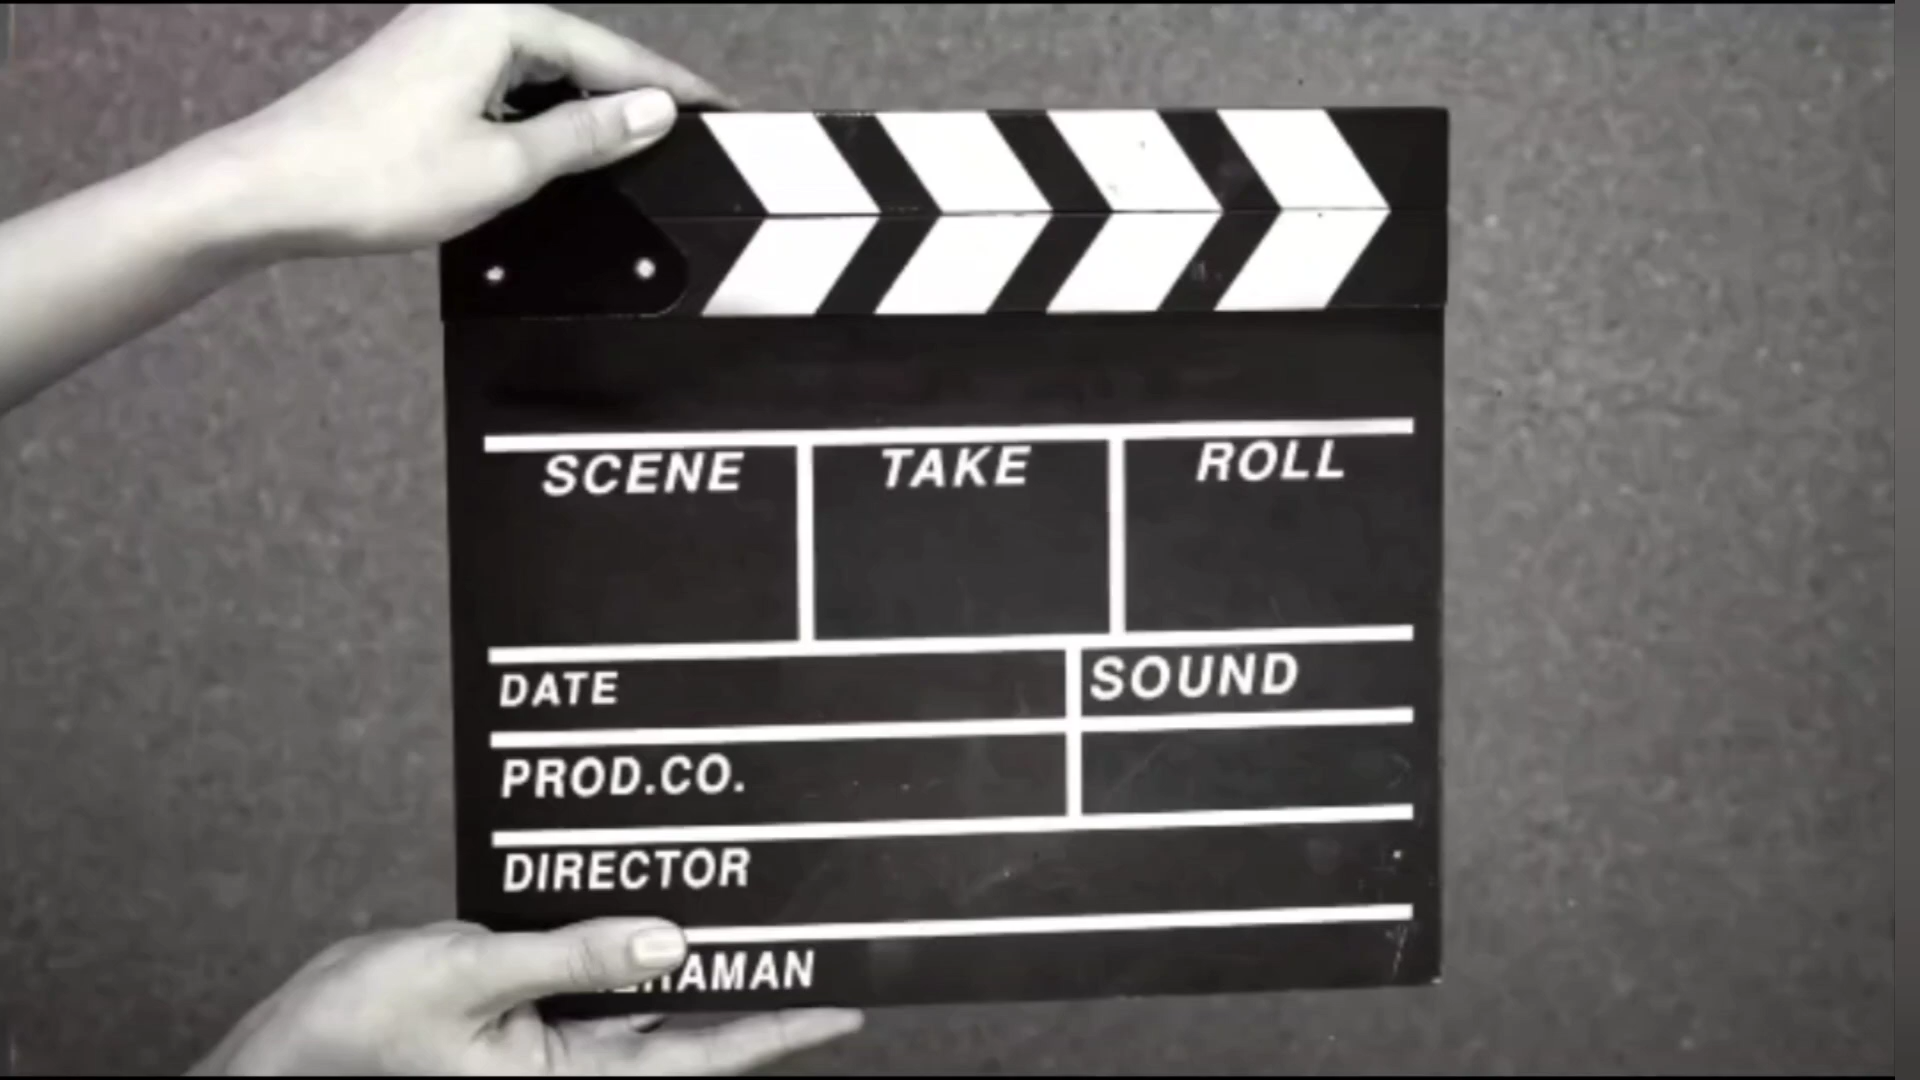 SCENE TAKE ROLL
DATE SOUND
PROD.CO.
DIRECTOR